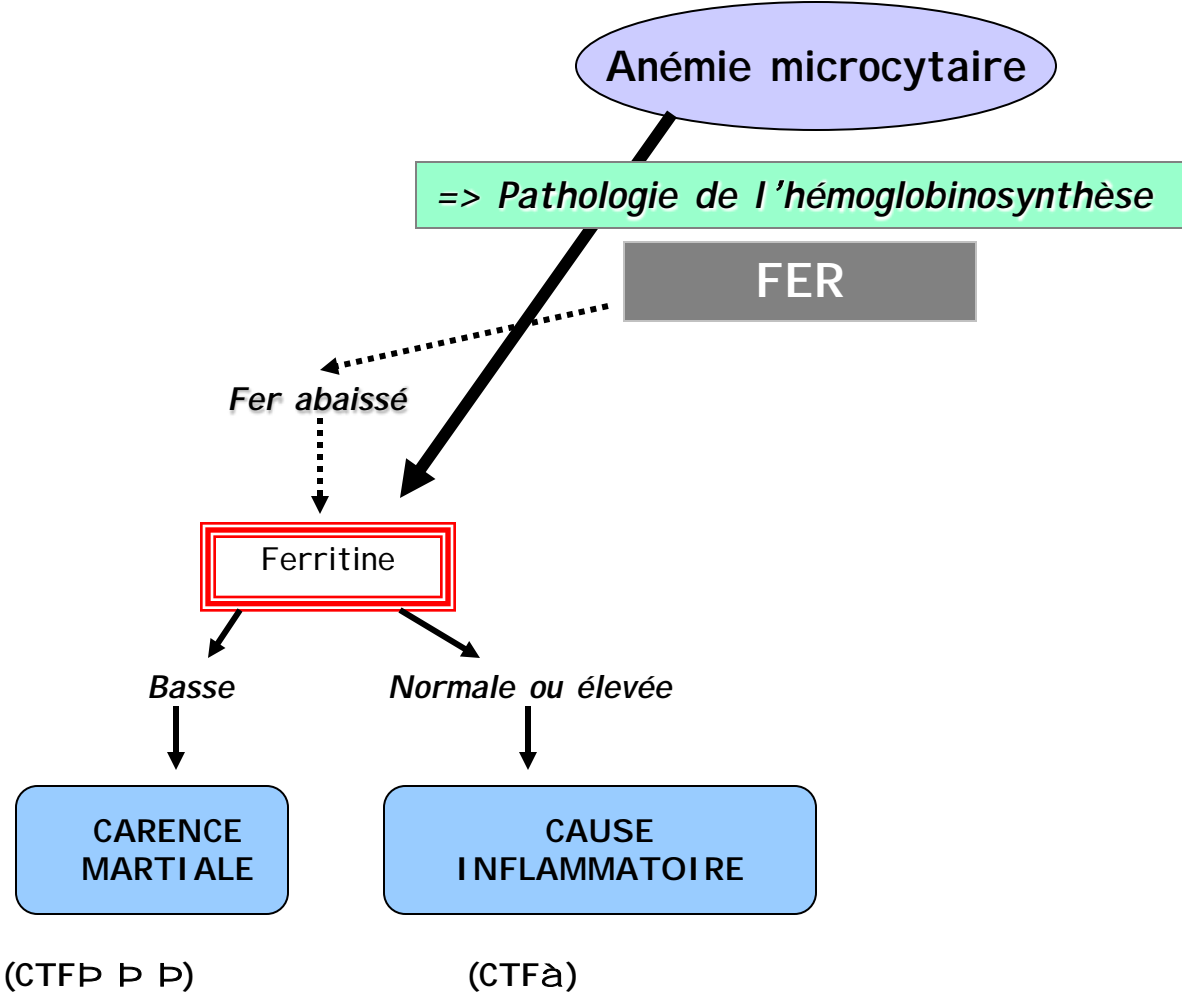 Anémie microcytaire
=> Pathologie de l'hémoglobinosynthèse
FER
Fer abaissé
Ferritine
Basse
Normale ou élevée
CARENCE
MARTIALE
CAUSE
INFLAMMATOIRE
(CTFÞ Þ Þ)
(CTFà)